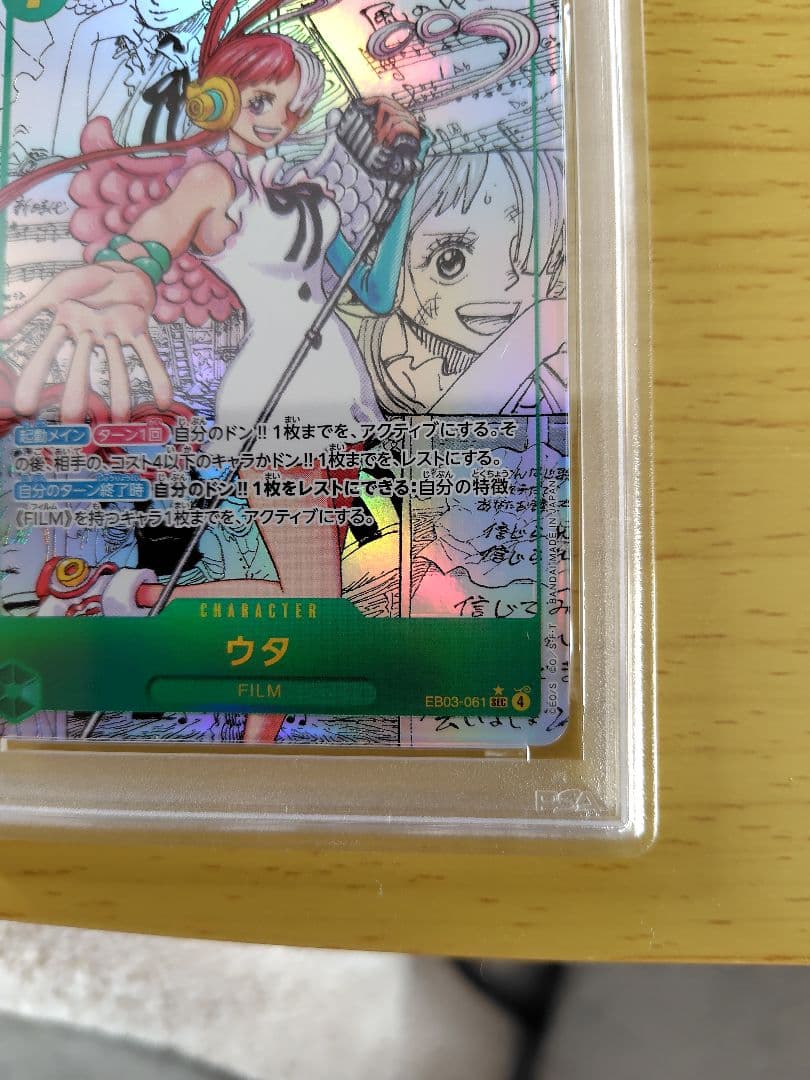 起動メイン ターン1回 自分のドン!!1枚までを、アクティブにする。そ
の後、相手の、コスト4以下のキャラかドン!!1枚までを、レストにする。
自分のターン終了時 自分のドン!!1枚をレストにできる:自分の特徴
《FILM》を持つキャラ1枚までを、アクティブにする。
信じて
CHARACTER
ウタ
FILM
EB03-061 SEC 4
©E.O/S. ©O/S・F・T BANDAI MADE IN JAPAN
PSA